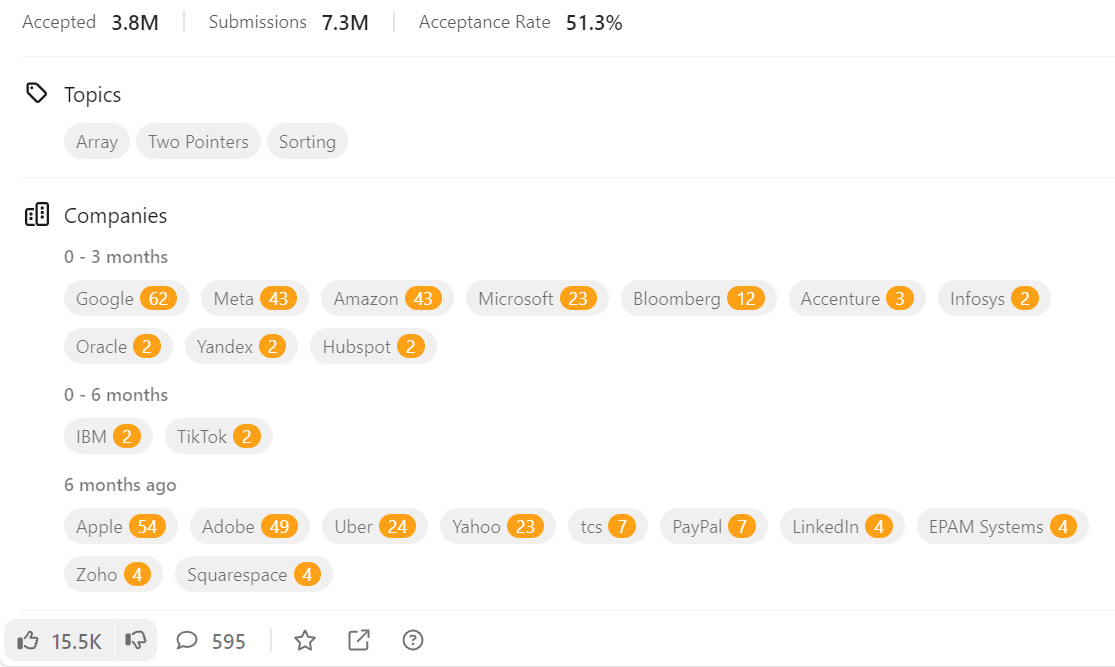 Accepted 3.8M Submissions 7.3M Acceptance Rate 51.3%
Topics
Array Two Pointers Sorting
Companies
0 - 3 months
Google 62 Meta 43 Amazon 43 Microsoft 23 Bloomberg 12 Accenture 3 Infosys 2
Oracle 2 Yandex 2 Hubspot 2
0 - 6 months
IBM 2 TikTok 2
6 months ago
Apple 54 Adobe 49 Uber 24 Yahoo 23 tcs 7 PayPal 7 LinkedIn 4 EPAM Systems 4
Zoho 4 Squarespace 4
15.5K 595